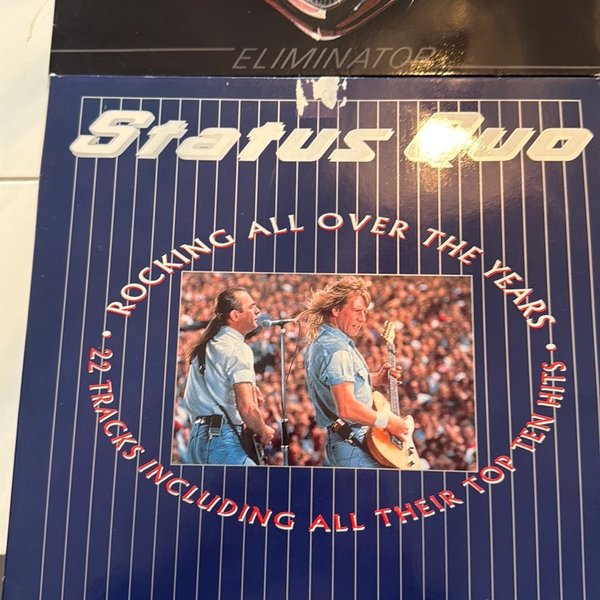 ELIMINATOR
Status Quo
ROCKING ALL OVER THE YEARS
• 22 TRACKS INCLUDING ALL THEIR TOP TEN HITS •